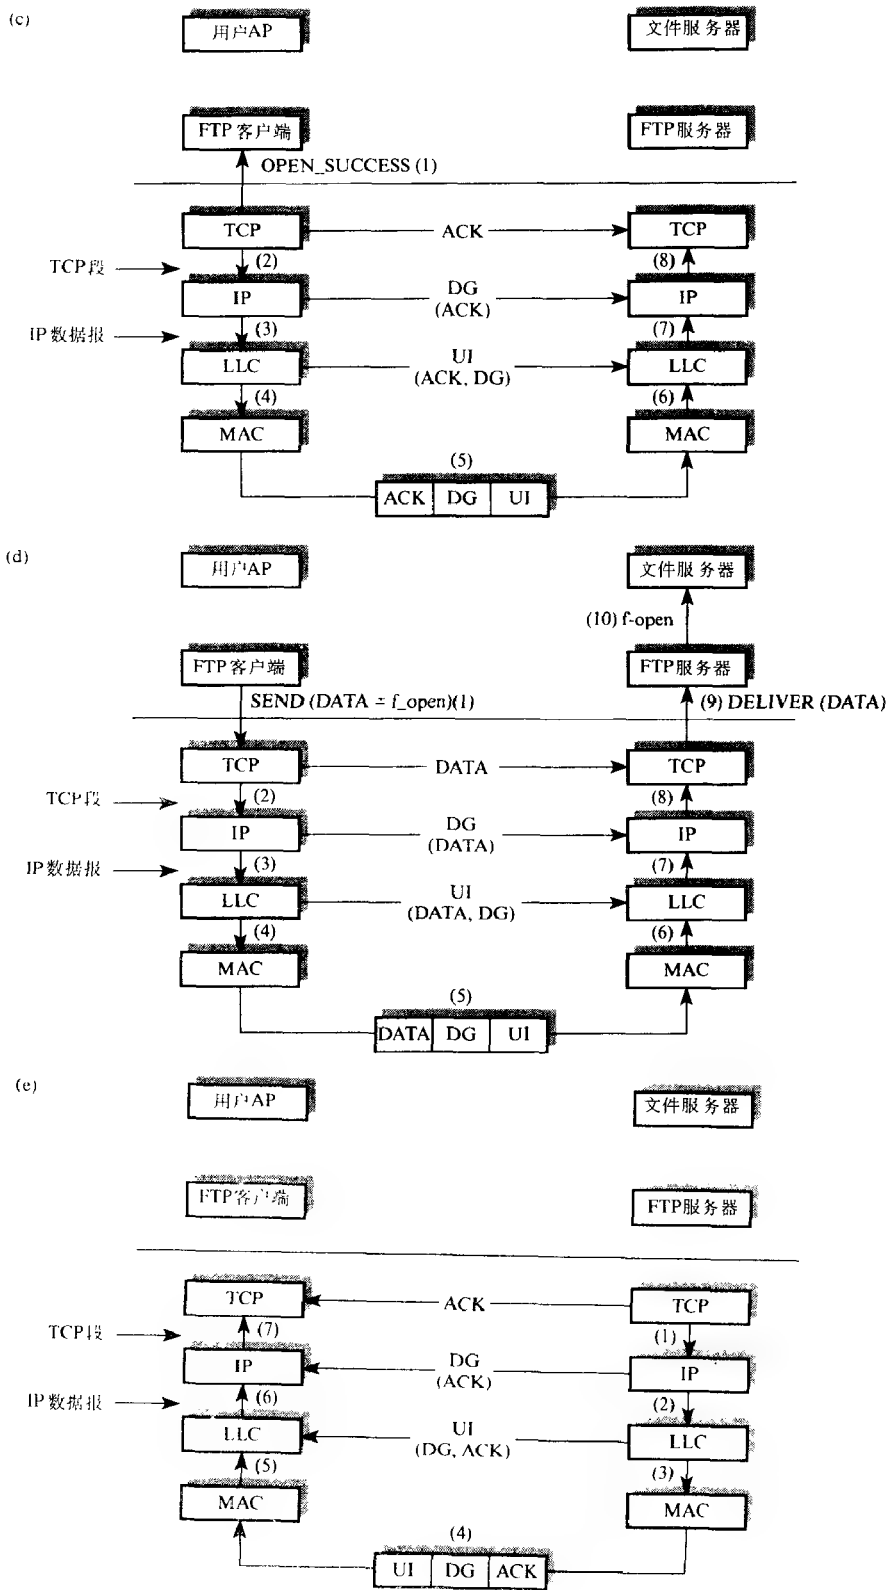 (c)
用户AP 文件服务器
FTP客户端 FTP服务器
OPEN_SUCCESS (1)
TCP ACK TCP
TCP段 (2) (8)
IP DG (ACK) IP
IP数据报 (3) (7)
LLC UI (ACK, DG) LLC
(4) (6)
MAC MAC
(5)
ACK DG UI
(d)
用户AP 文件服务器
(10) f-open
FTP客户端 FTP服务器
SEND (DATA = f_open)(1) (9) DELIVER (DATA)
TCP DATA TCP
TCP段 (2) (8)
IP DG (DATA) IP
IP数据报 (3) (7)
LLC UI (DATA, DG) LLC
(4) (6)
MAC MAC
(5)
DATA DG UI
(e)
用户AP 文件服务器
FTP客户端 FTP服务器
TCP ACK TCP
TCP段 (7) (1)
IP DG (ACK) IP
IP数据报 (6) (2)
LLC UI (DG, ACK) LLC
(5) (3)
MAC MAC
(4)
UI DG ACK